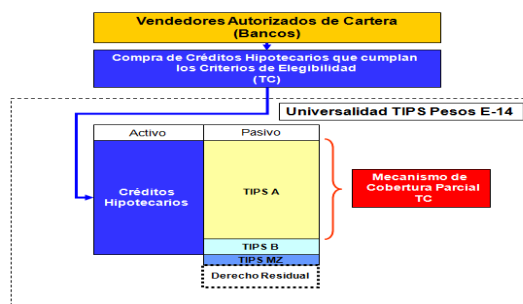 Vendedores Autorizados de Cartera
(Bancos)
Compra de Créditos Hipotecarios que cumplan
los Criterios de Elegibilidad
(TC)
Universalidad TIPS Pesos E-14
Activo
Pasivo
Créditos
Hipotecarios
TIPS A
TIPS B
TIPS MZ
Derecho Residual
Mecanismo de
Cobertura Parcial
TC